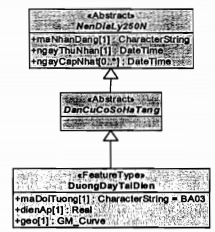 «Abstract»
NenDiaLy250N
+maNhanDang[1] : CharacterString
+ngayThuNhan[1] : DateTime
+ngayCapNhat[0..*] : DateTime
«Abstract»
DanCuCoSoHaTang
«FeatureType»
DuongDayTaiDien
+maDoiTuong[1] : CharacterString = BA03
+dienAp[1] : Real
+geo[1] : GM_Curve